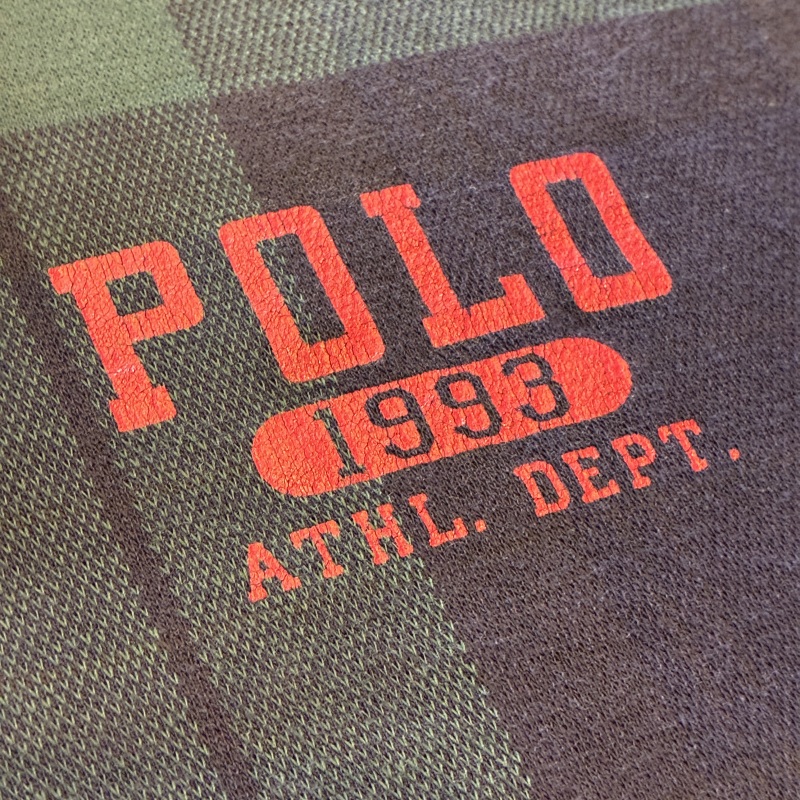 POLO
1993
ATHL. DEPT.